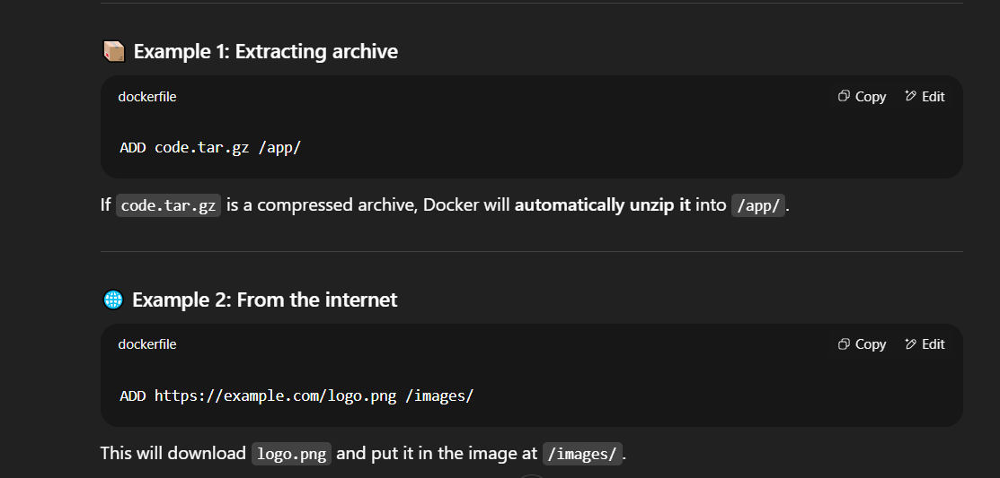 📦 Example 1: Extracting archive
dockerfile Copy Edit
ADD code.tar.gz /app/
If code.tar.gz is a compressed archive, Docker will automatically unzip it into /app/.
🌐 Example 2: From the internet
dockerfile Copy Edit
ADD https://example.com/logo.png /images/
This will download logo.png and put it in the image at /images/.